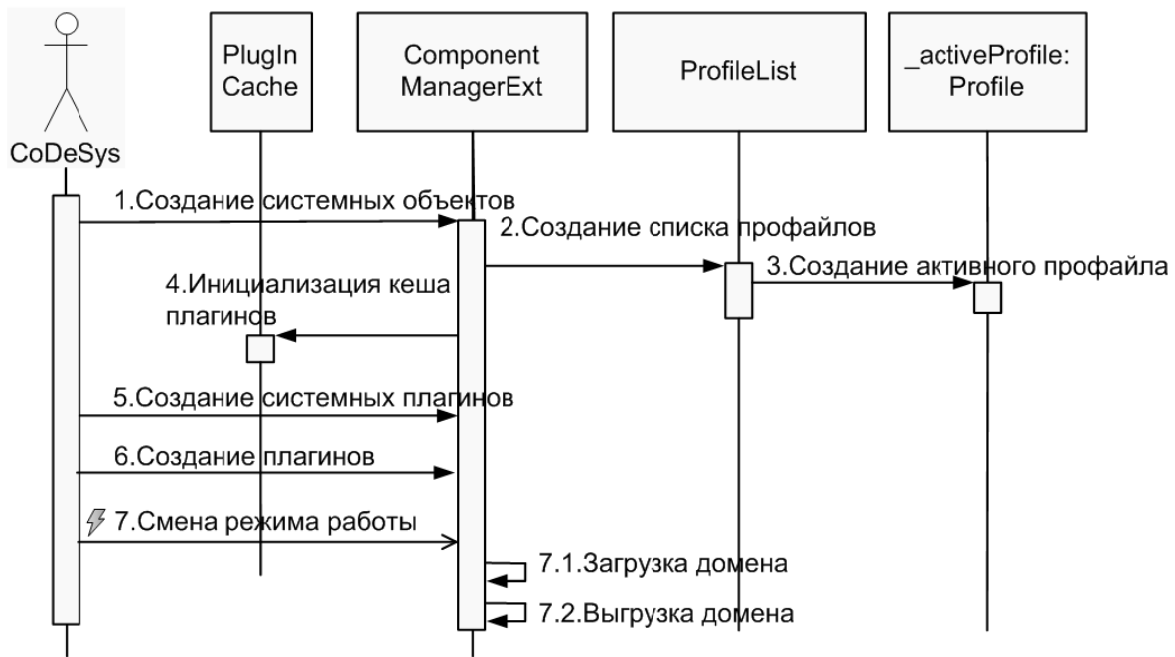 PlugIn
Cache
Component
ManagerExt
ProfileList
_activeProfile:
Profile
CoDeSys
1.Создание системных объектов
2.Создание списка профайлов
3.Создание активного профайла
4.Инициализация кеша
плагинов
5.Создание системных плагинов
6.Создание плагинов
7.Смена режима работы
7.1.Загрузка домена
7.2.Выгрузка домена